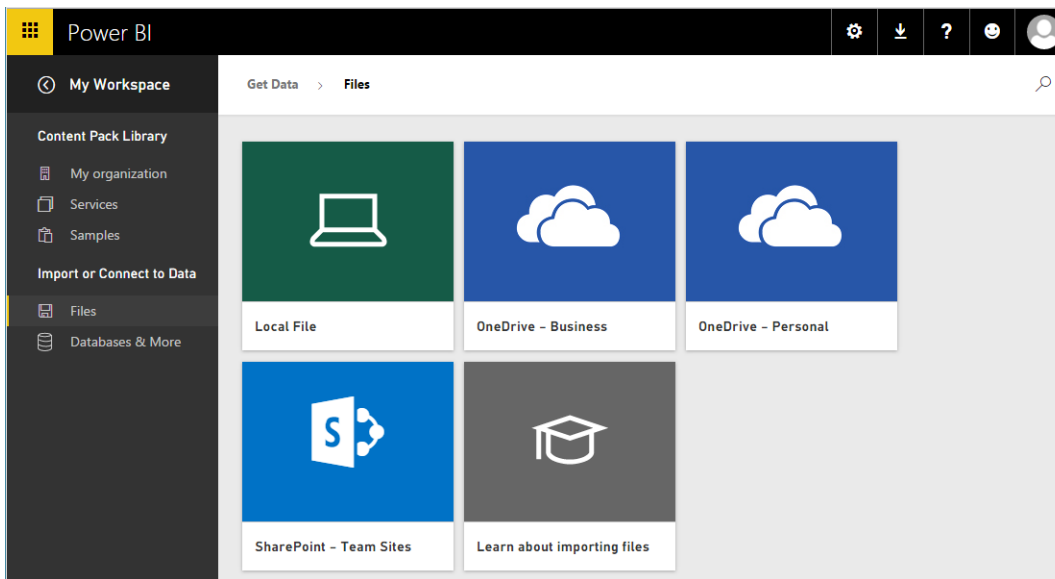 Power BI
?
My Workspace
Get Data > Files
Content Pack Library
My organization
Services
Samples
Import or Connect to Data
Files
Databases & More
Local File
OneDrive – Business
OneDrive – Personal
S
SharePoint – Team Sites
Learn about importing files